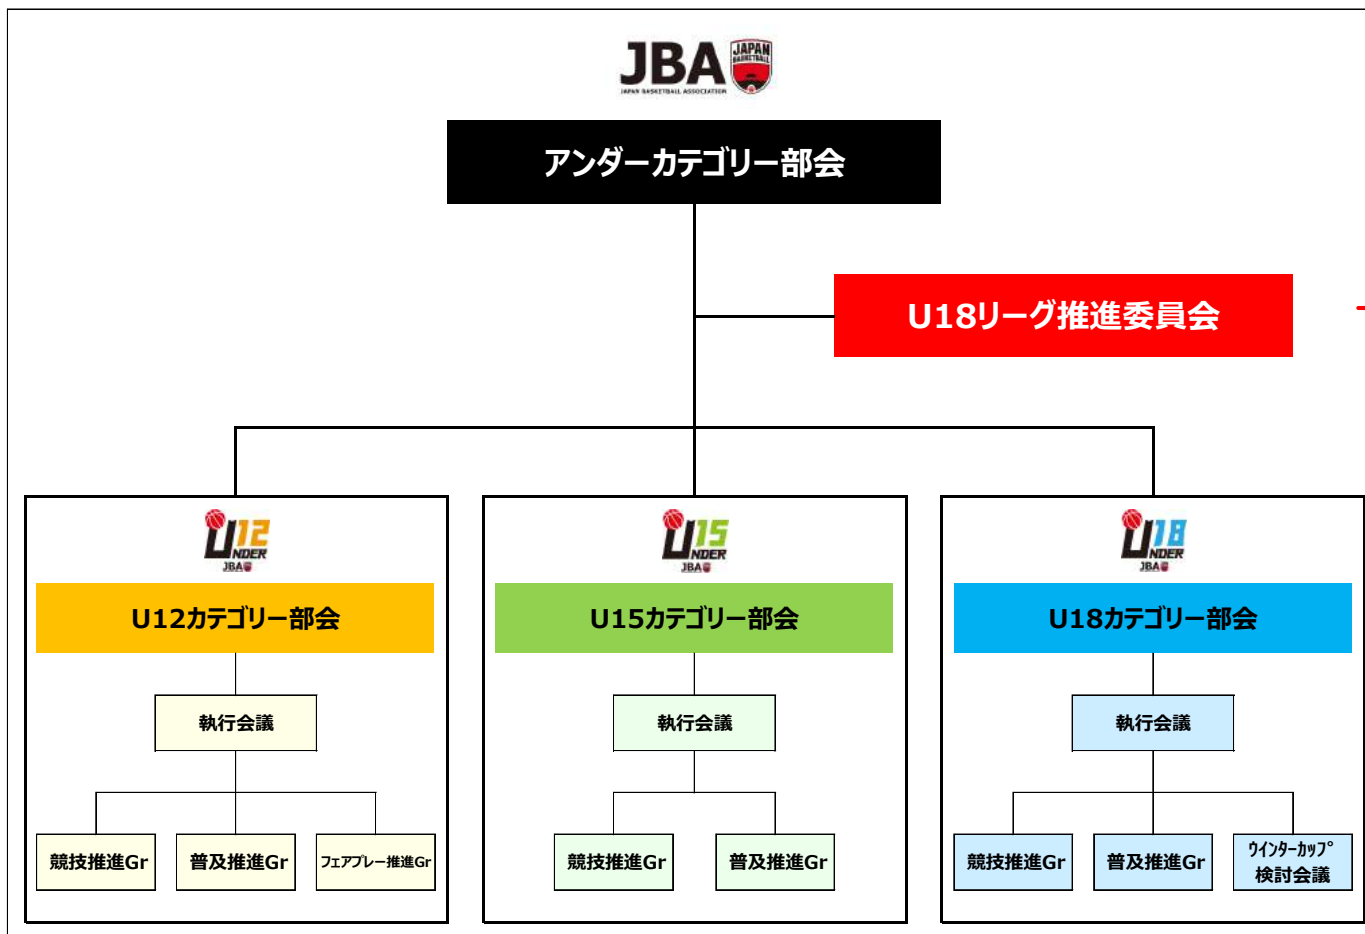 JBA
JAPAN BASKETBALL ASSOCIATION
JAPAN
BASKETBALL
アンダーカテゴリー部会
U18リーグ推進委員会
U12
UNDER
JBA
U15
UNDER
JBA
U18
UNDER
JBA
U12カテゴリー部会
U15カテゴリー部会
U18カテゴリー部会
執行会議
執行会議
執行会議
競技推進Gr
普及推進Gr
フェアプレー推進Gr
競技推進Gr
普及推進Gr
競技推進Gr
普及推進Gr
ウインターカップ
検討会議